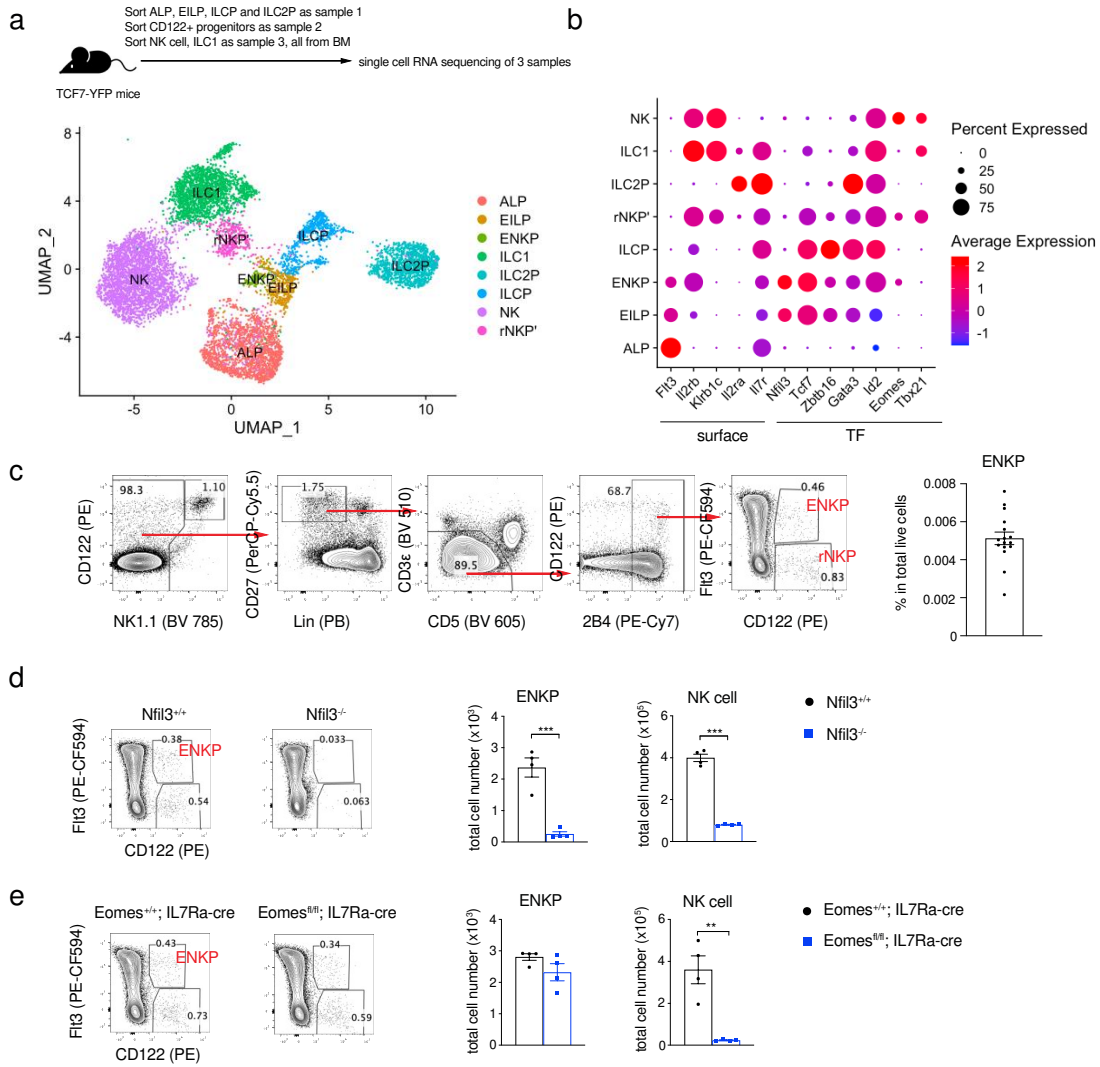 a
Sort ALP, EILP, ILCP and ILC2P as sample 1
Sort CD122+ progenitors as sample 2
Sort NK cell, ILC1 as sample 3, all from BM
single cell RNA sequencing of 3 samples
TCF7-YFP mice
8
4
0
-4
UMAP_2
-5
0
5
10
UMAP_1
ILC1
rNKP'
ILCP
NK
ENKP
EILP
ILC2P
ALP
ALP
EILP
ENKP
ILC1
ILC2P
ILCP
NK
rNKP'
b
NK
ILC1
ILC2P
rNKP'
ILCP
ENKP
EILP
ALP
Flt3
Il2rb
Klrb1c
Il2ra
Il7r
Nfil3
Tcf7
Zbtb16
Gata3
Id2
Eomes
Tbx21
surface
TF
Percent Expressed
0
25
50
75
Average Expression
2
1
0
-1
c
98.3
1.10
CD122 (PE)
NK1.1 (BV 785)
1.75
CD27 (PerCP-Cy5.5)
Lin (PB)
89.5
CD3ε (BV 510)
CD5 (BV 605)
68.7
CD122 (PE)
2B4 (PE-Cy7)
0.46
ENKP
rNKP
0.83
Flt3 (PE-CF594)
CD122 (PE)
ENKP
% in total live cells
0.008
0.006
0.004
0.002
0
d
Nfil3+/+
Nfil3-/-
0.38
ENKP
0.54
0.033
0.063
Flt3 (PE-CF594)
CD122 (PE)
ENKP
total cell number (x10³)
4
3
2
1
0
***
NK cell
total cell number (x10⁵)
6
4
2
0
***
Nfil3+/+
Nfil3-/-
e
Eomes+/+; IL7Ra-cre
Eomesfl/fl; IL7Ra-cre
0.43
ENKP
0.73
0.34
0.59
Flt3 (PE-CF594)
CD122 (PE)
ENKP
total cell number (x10³)
4
3
2
1
0
NK cell
total cell number (x10⁵)
6
4
2
0
**
Eomes+/+; IL7Ra-cre
Eomesfl/fl; IL7Ra-cre